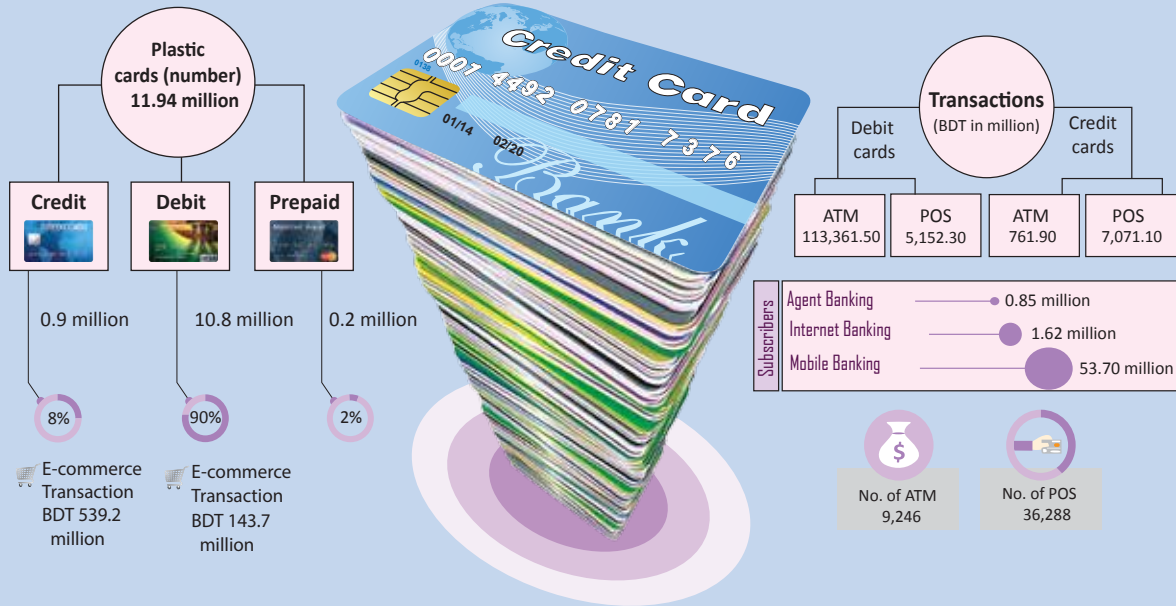 Plastic
cards (number)
11.94 million
Credit
Debit
Prepaid
0.9 million
10.8 million
0.2 million
8%
90%
2%
E-commerce
Transaction
BDT 539.2
million
E-commerce
Transaction
BDT 143.7
million
Credit Card
0138
0007 4492 0781 7376
01/14
02/20
Bank
Transactions
(BDT in million)
Debit
cards
Credit
cards
ATM
113,361.50
POS
5,152.30
ATM
761.90
POS
7,071.10
Subscribers
Agent Banking
0.85 million
Internet Banking
1.62 million
Mobile Banking
53.70 million
$
No. of ATM
9,246
No. of POS
36,288